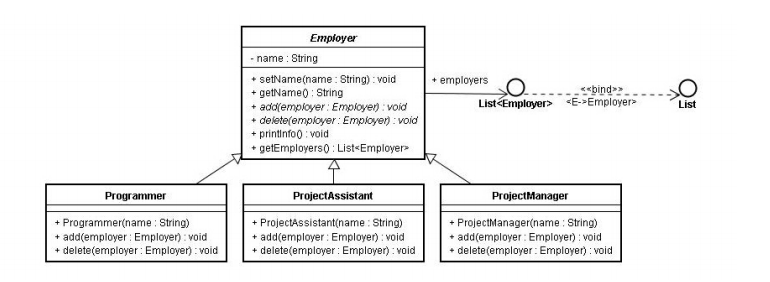 Employer
- name : String
+ setName(name : String) : void
+ getName() : String
+ add(employer : Employer) : void
+ delete(employer : Employer) : void
+ printInfo() : void
+ getEmployers() : List<Employer>
+ employers
List<Employer>
<<bind>>
<E->Employer>
List
Programmer
+ Programmer(name : String)
+ add(employer : Employer) : void
+ delete(employer : Employer) : void
ProjectAssistant
+ ProjectAssistant(name : String)
+ add(employer : Employer) : void
+ delete(employer : Employer) : void
ProjectManager
+ ProjectManager(name : String)
+ add(employer : Employer) : void
+ delete(employer : Employer) : void